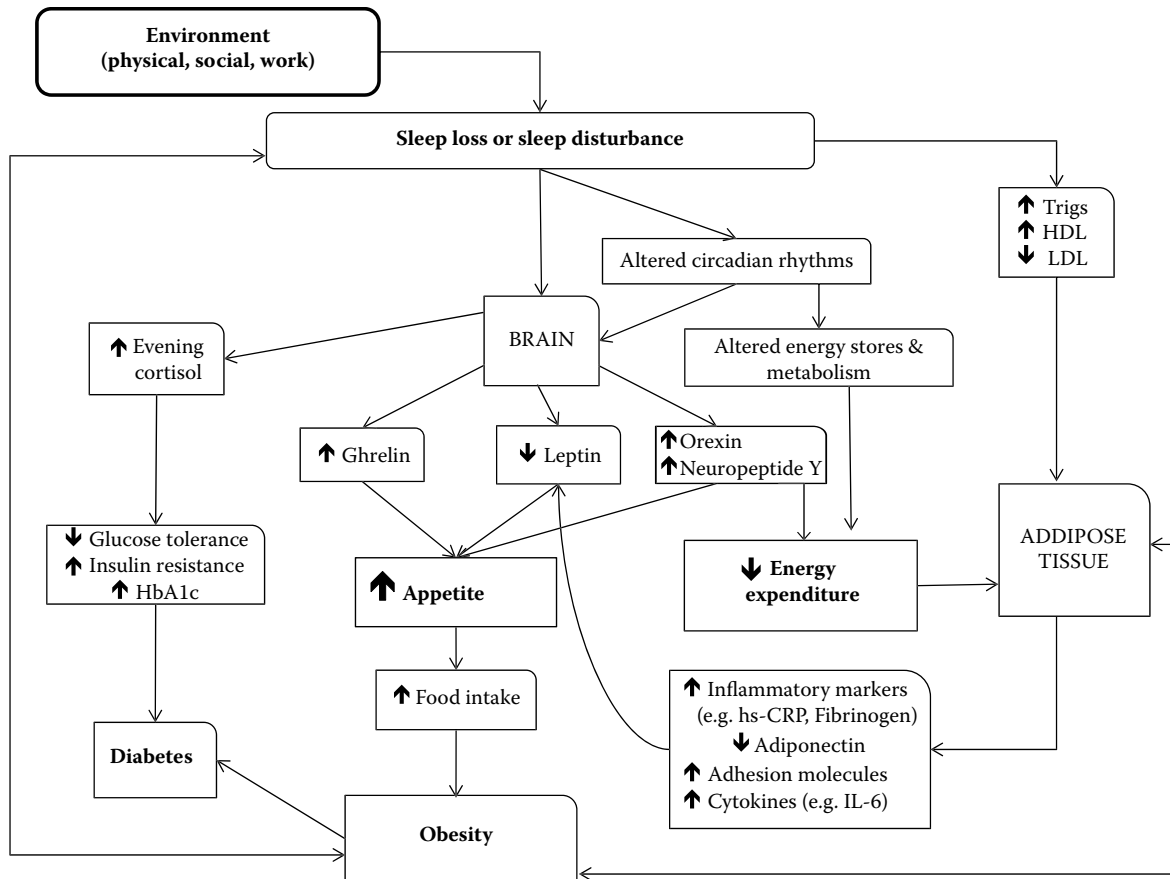 Environment
(physical, social, work)
Sleep loss or sleep disturbance
↑ Trigs
↑ HDL
↓ LDL
Altered circadian rhythms
BRAIN
↑ Evening
cortisol
Altered energy stores &
metabolism
↑ Ghrelin
↓ Leptin
↑ Orexin
↑ Neuropeptide Y
↓ Glucose tolerance
↑ Insulin resistance
↑ HbA1c
↑ Appetite
↓ Energy
expenditure
ADDIPOSE
TISSUE
↑ Food intake
↑ Inflammatory markers
(e.g. hs-CRP, Fibrinogen)
↓ Adiponectin
↑ Adhesion molecules
↑ Cytokines (e.g. IL-6)
Diabetes
Obesity